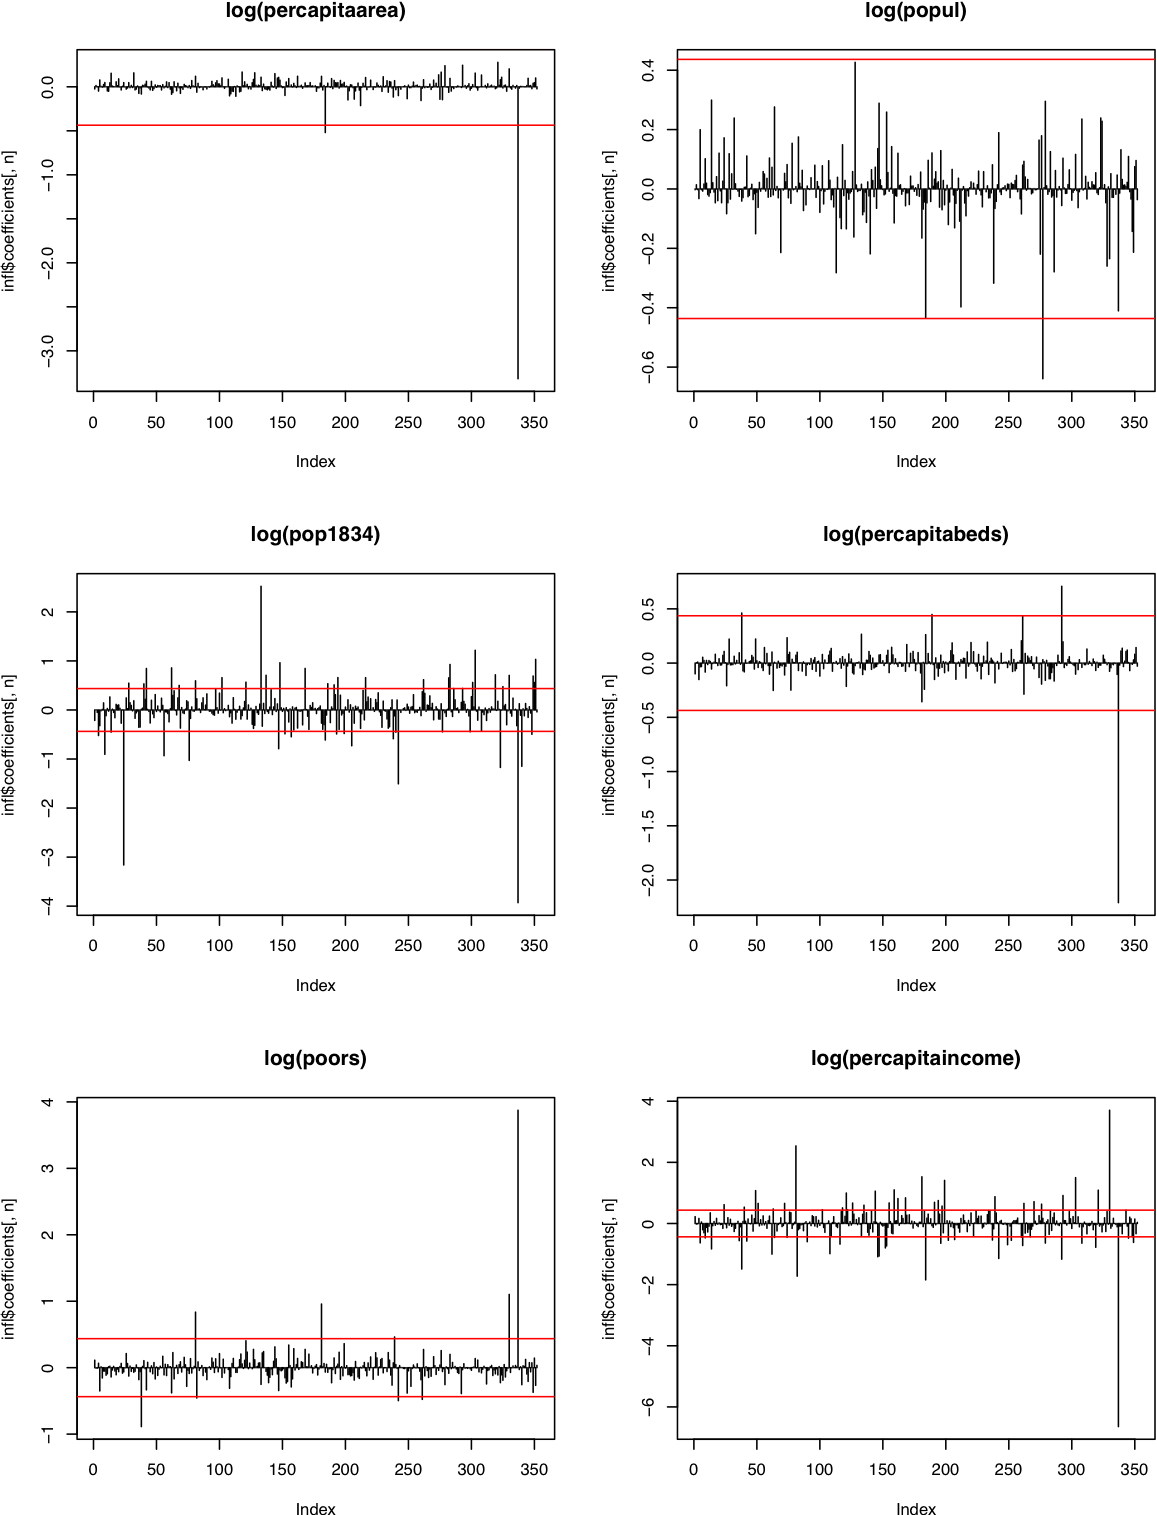 log(percapitaarea)
infl$coefficients[, n]
0.0
−1.0
−2.0
−3.0
0 50 100 150 200 250 300 350
Index
log(popul)
infl$coefficients[, n]
0.4
0.2
0.0
−0.2
−0.4
−0.6
0 50 100 150 200 250 300 350
Index
log(pop1834)
infl$coefficients[, n]
2
1
0
−1
−2
−3
−4
0 50 100 150 200 250 300 350
Index
log(percapitabeds)
infl$coefficients[, n]
0.5
0.0
−0.5
−1.0
−1.5
−2.0
0 50 100 150 200 250 300 350
Index
log(poors)
infl$coefficients[, n]
4
3
2
1
0
−1
0 50 100 150 200 250 300 350
Index
log(percapitaincome)
infl$coefficients[, n]
4
2
0
−2
−4
−6
0 50 100 150 200 250 300 350
Index